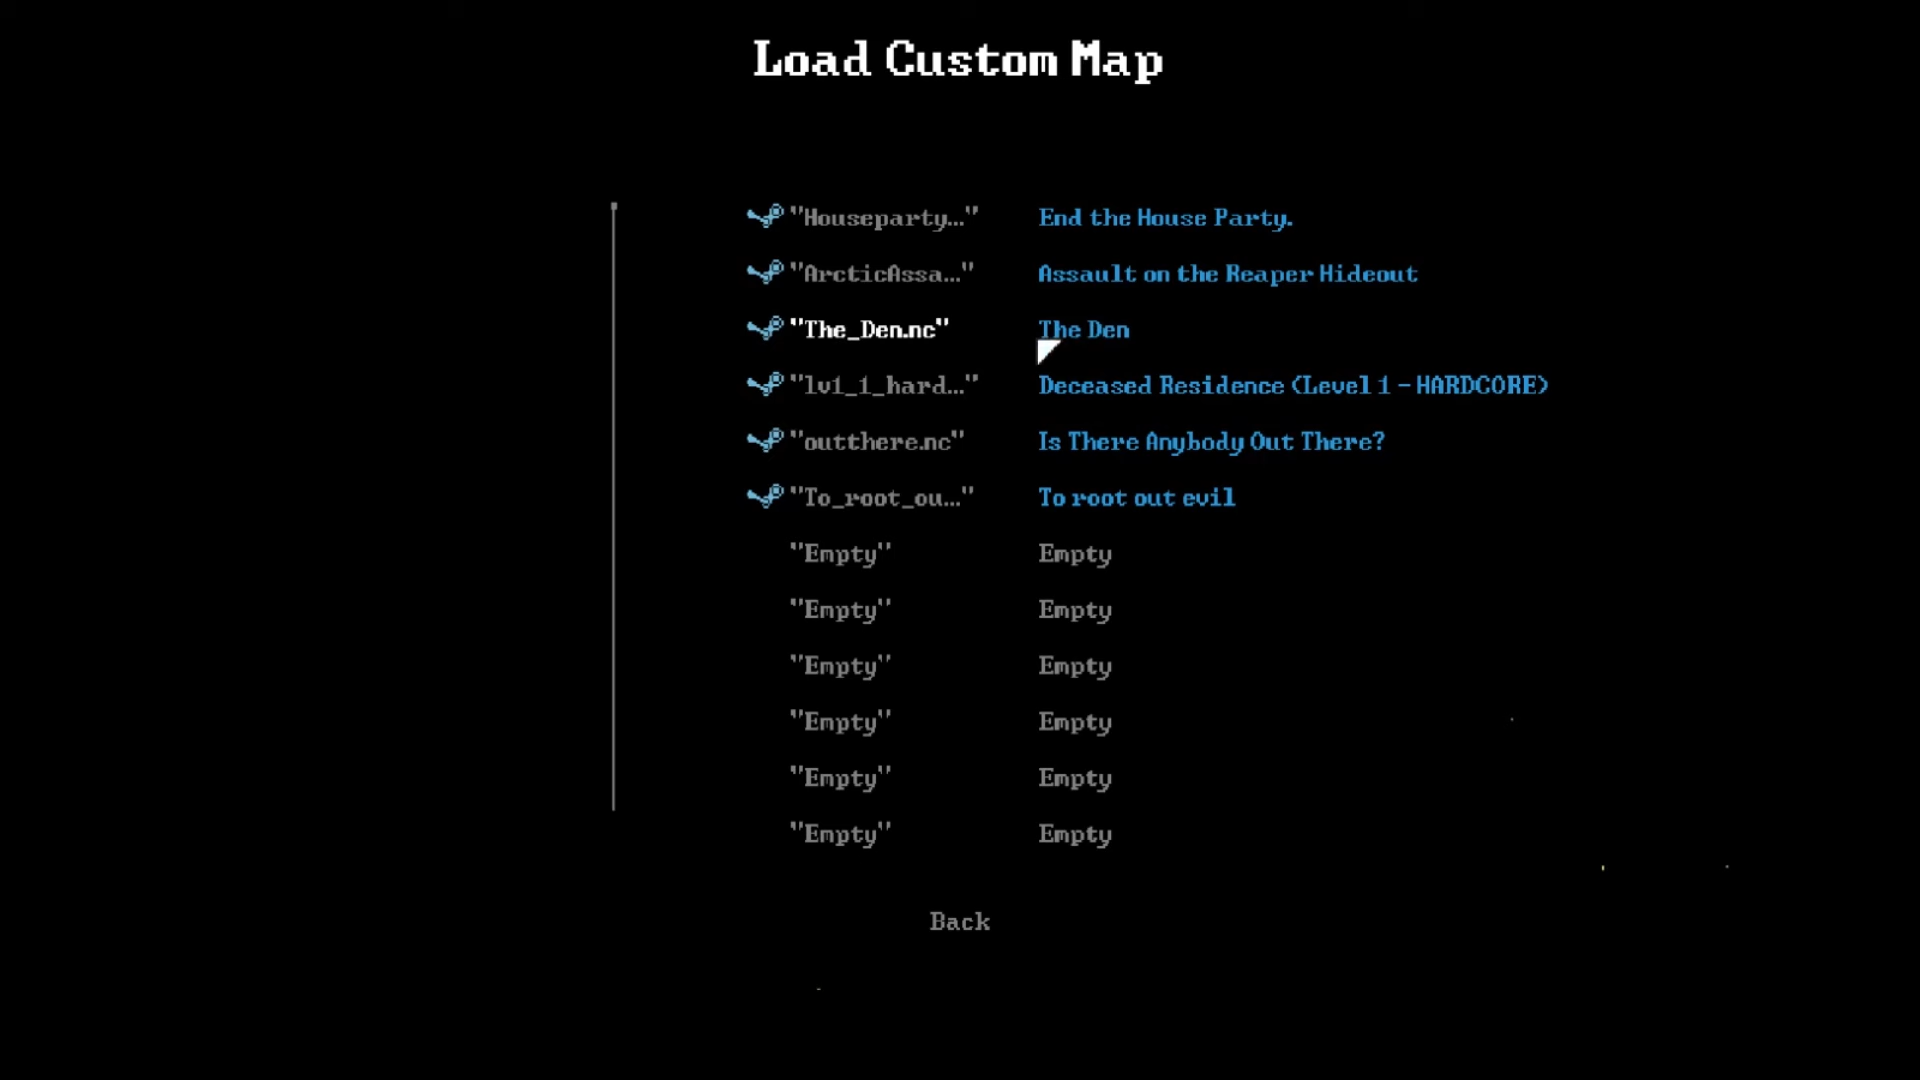 Load Custom Map
"Houseparty..." End the House Party.
"ArcticAssa..." Assault on the Reaper Hideout
"The_Den.nc" The Den
"lvl_1_hard..." Deceased Residence (Level 1 - HARDCORE)
"outthere.nc" Is There Anybody Out There?
"To_root_ou..." To root out evil
"Empty" Empty
"Empty" Empty
"Empty" Empty
"Empty" Empty
"Empty" Empty
"Empty" Empty
Back